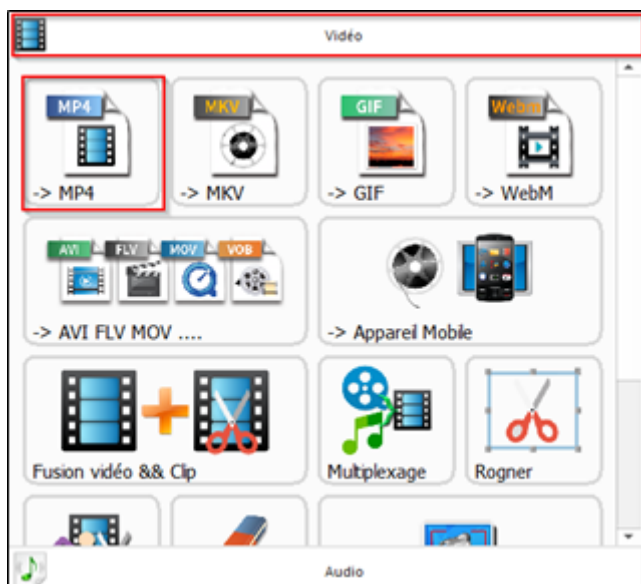 Vidéo
MP4
MKV
GIF
Webm
-> MP4
-> MKV
-> GIF
-> WebM
AVI
FLV
MOV
VOB
-> AVI FLV MOV ....
-> Appareil Mobile
Fusion vidéo && Clip
Multiplexage
Rogner
Audio